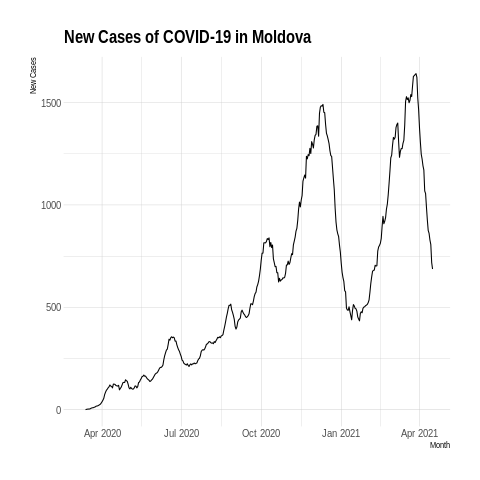 New Cases of COVID-19 in Moldova
New Cases
1500
1000
500
0
Apr 2020 Jul 2020 Oct 2020 Jan 2021 Apr 2021
Month